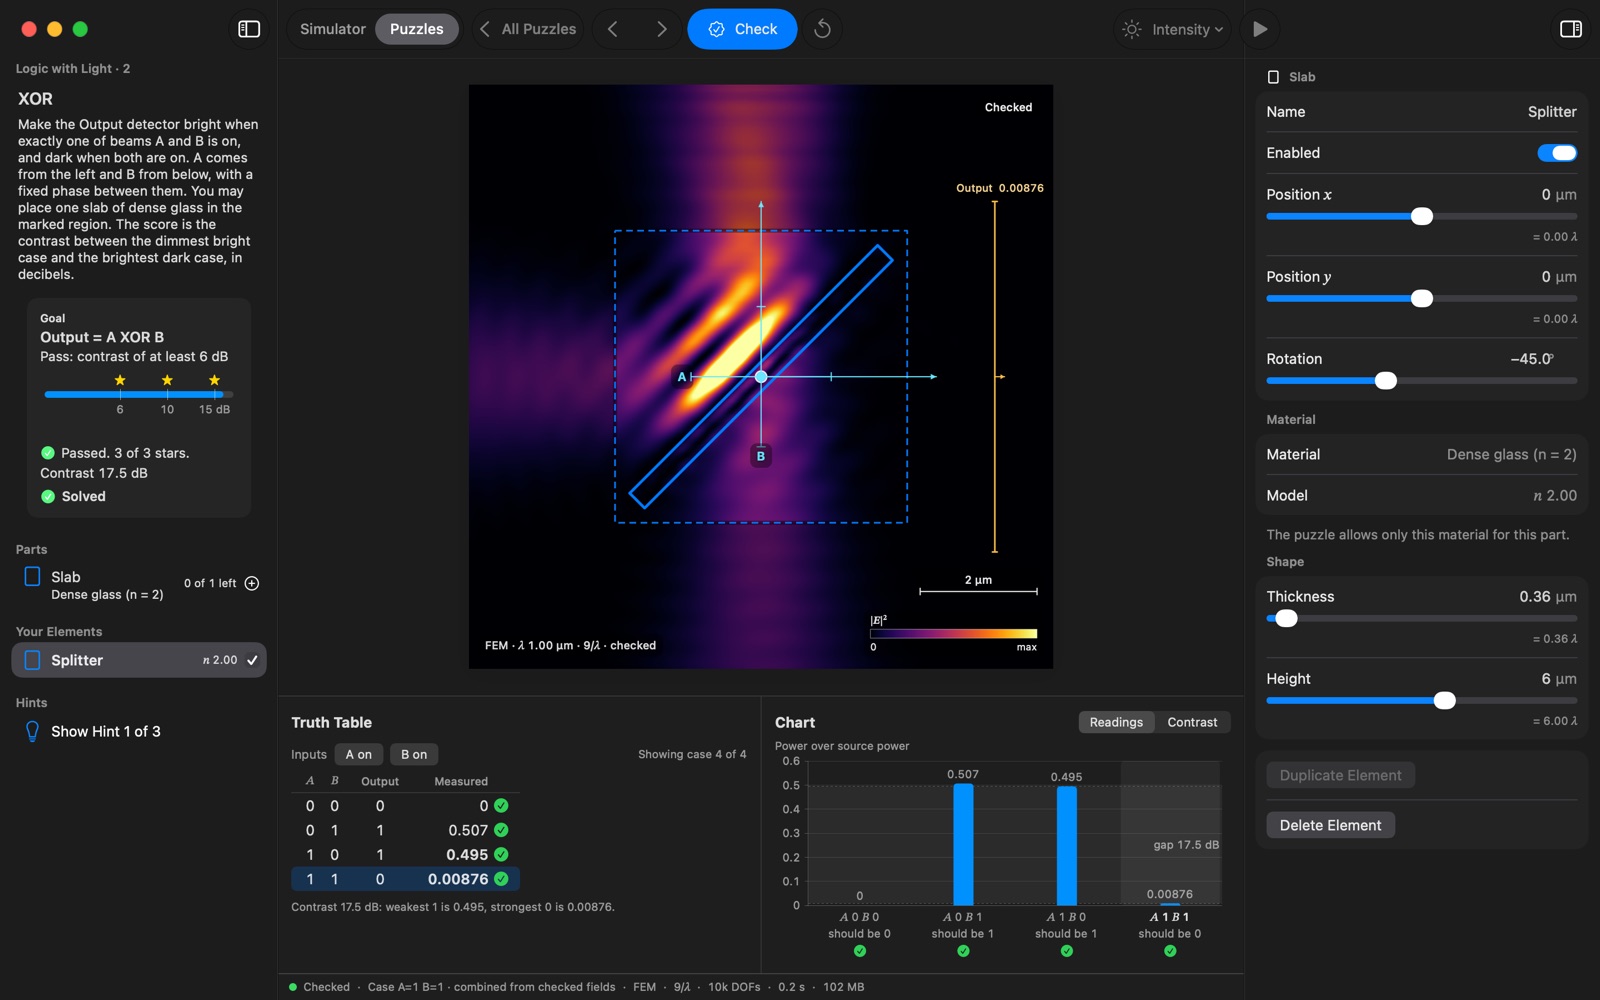 Simulator
Puzzles
All Puzzles
Check
Intensity
Logic with Light · 2
XOR
Make the Output detector bright when
exactly one of beams A and B is on,
and dark when both are on. A comes
from the left and B from below, with a
fixed phase between them. You may
place one slab of dense glass in the
marked region. The score is the
contrast between the dimmest bright
case and the brightest dark case, in
decibels.
Goal
Output = A XOR B
Pass: contrast of at least 6 dB
6 10 15 dB
Passed. 3 of 3 stars.
Contrast 17.5 dB
Solved
Parts
Slab
Dense glass (n = 2)
0 of 1 left
Your Elements
Splitter n 2.00
Hints
Show Hint 1 of 3
Checked
Output 0.00876
A
B
2 μm
|E|²
0 max
FEM · λ 1.00 μm · 9/λ · checked
Truth Table
Inputs A on B on Showing case 4 of 4
A B Output Measured
0 0 0 0
0 1 1 0.507
1 0 1 0.495
1 1 0 0.00876
Contrast 17.5 dB: weakest 1 is 0.495, strongest 0 is 0.00876.
Chart
Readings Contrast
Power over source power
0.6
0.5
0.4
0.3
0.2
0.1
0
0
0.507
0.495
0.00876
gap 17.5 dB
A 0 B 0 A 0 B 1 A 1 B 0 A 1 B 1
should be 0 should be 1 should be 1 should be 0
Checked · Case A=1 B=1 · combined from checked fields · FEM · 9/λ · 10k DOFs · 0.2 s · 102 MB
Slab
Name Splitter
Enabled
Position x 0 μm
= 0.00 λ
Position y 0 μm
= 0.00 λ
Rotation −45.0°
Material
Material Dense glass (n = 2)
Model n 2.00
The puzzle allows only this material for this part.
Shape
Thickness 0.36 μm
= 0.36 λ
Height 6 μm
= 6.00 λ
Duplicate Element
Delete Element